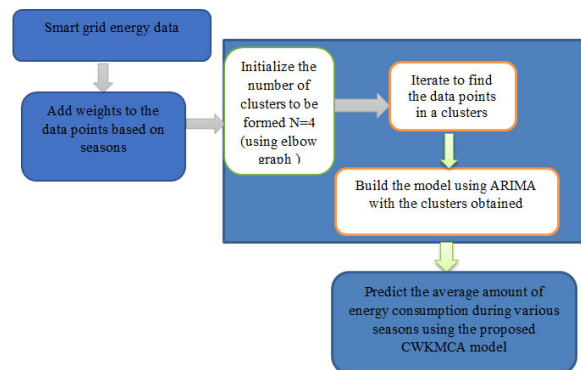 Smart grid energy data
Add weights to the
data points based on
seasons
Initialize the
number of
clusters to be
formed N=4
(using elbow
graph )
Iterate to find
the data points
in a clusters
Build the model using ARIMA
with the clusters obtained
Predict the average amount of
energy consumption during various
seasons using the proposed
CWKMCA model